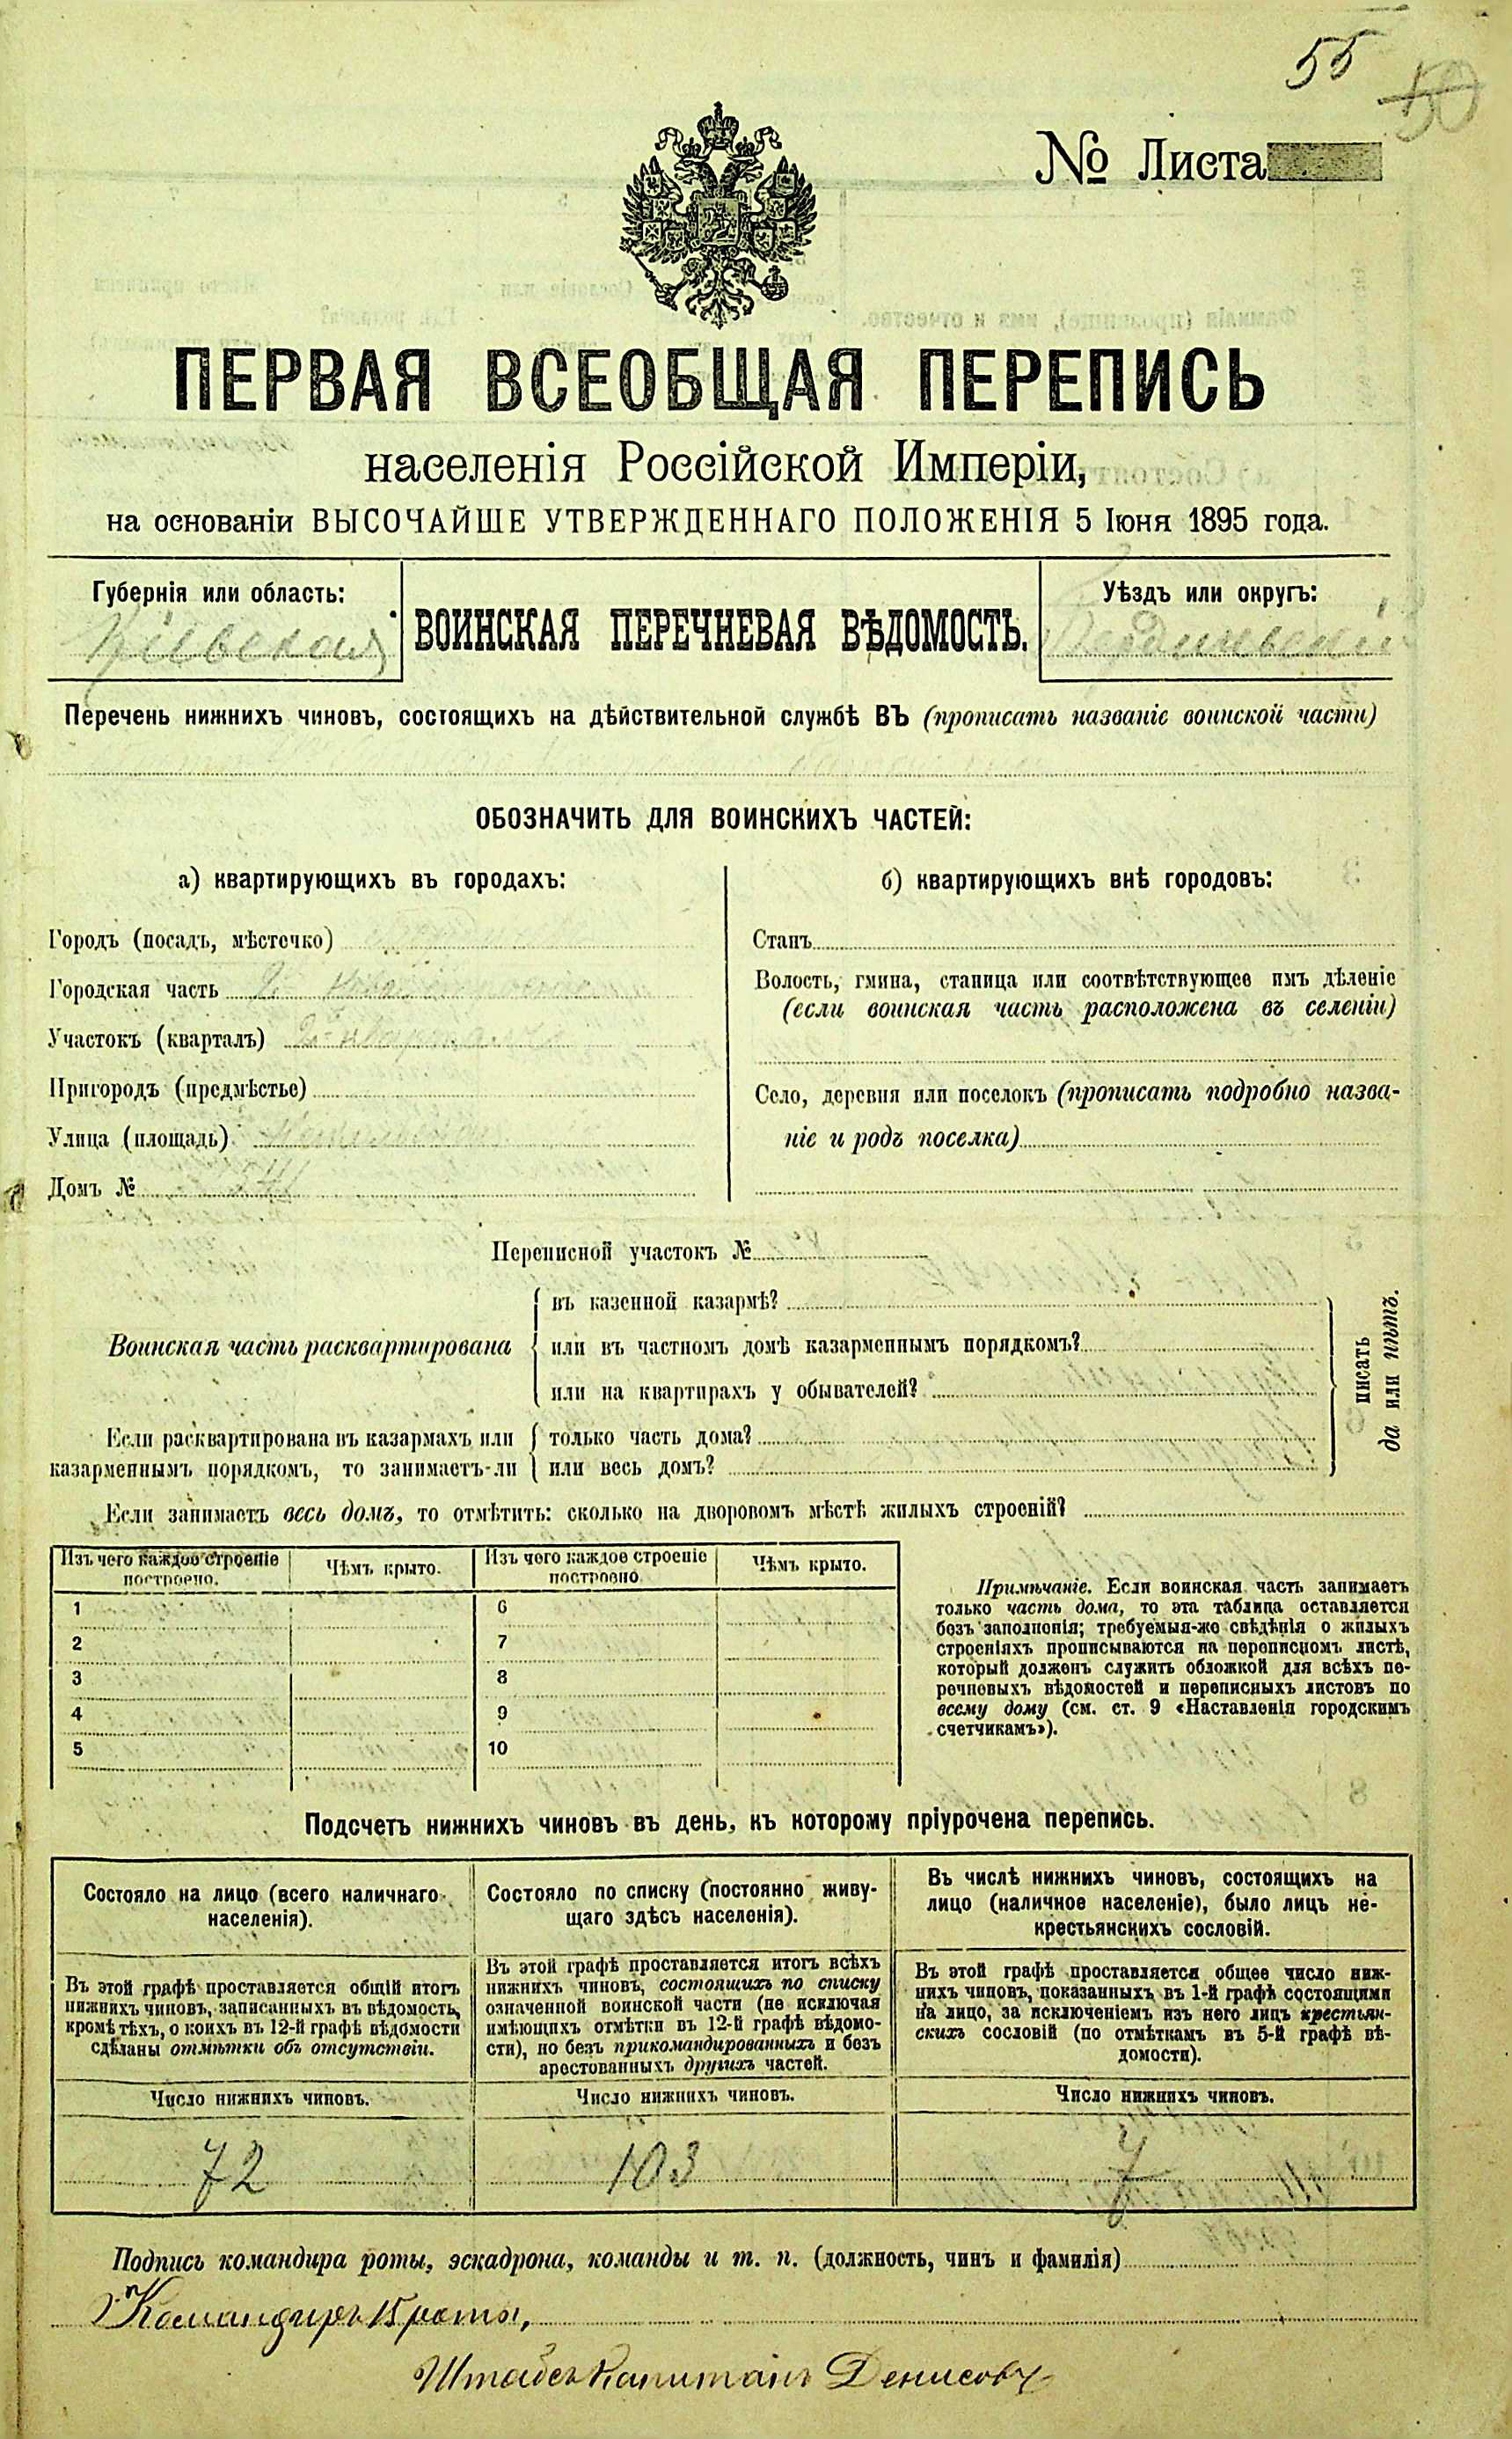 55
50
№ Листа
ПЕРВАЯ ВСЕОБЩАЯ ПЕРЕПИСЬ
населенія Россійской Имперіи,
на основаніи ВЫСОЧАЙШЕ УТВЕРЖДЕННАГО ПОЛОЖЕНІЯ 5 Іюня 1895 года.
Губернія или область:
Кіевская
ВОИНСКАЯ ПЕРЕЧНЕВАЯ ВѢДОМОСТЬ.
Уѣздъ или округъ:
Бердичевскій
Перечень нижнихъ чиновъ, состоящихъ на дѣйствительной службѣ ВЪ (прописать названіе воинской части)
ОБОЗНАЧИТЬ ДЛЯ ВОИНСКИХЪ ЧАСТЕЙ:
а) квартирующихъ въ городахъ:
Городъ (посадъ, мѣстечко)
Городская часть 2
Участокъ (кварталъ) 2й
Пригородъ (предмѣстье)
Улица (площадь)
Домъ №
б) квартирующихъ внѣ городовъ:
Станъ
Волость, гмина, станица или соотвѣтствующее имъ дѣленіе
(если воинская часть расположена въ селеніи)
Село, деревня или поселокъ (прописать подробно назва-
ніе и родъ поселка)
Переписной участокъ №
Воинская часть расквартирована
въ казенной казармѣ?
или въ частномъ домѣ казарменнымъ порядкомъ?
или на квартирахъ у обывателей?
Если расквартирована въ казармахъ или
казарменнымъ порядкомъ, то занимаетъ-ли
только часть дома?
или весь домъ?
писать
да или нѣтъ.
Если занимаетъ весь домъ, то отмѣтить: сколько на дворовомъ мѣстѣ жилыхъ строеній?
Изъ чего каждое строеніе
построено.
Чѣмъ крыто.
Изъ чего каждое строеніе
построено
Чѣмъ крыто.
1 6
2 7
3 8
4 9
5 10
Примѣчаніе. Если воинская часть занимаетъ
только часть дома, то эта таблица оставляется
безъ заполненія; требуемыя-же свѣдѣнія о жилыхъ
строеніяхъ прописываются на переписномъ листѣ,
который долженъ служить обложкой для всѣхъ пе-
речневыхъ вѣдомостей и переписныхъ листовъ по
всему дому (см. ст. 9 «Наставленія городскимъ
счетчикамъ»).
Подсчетъ нижнихъ чиновъ въ день, къ которому пріурочена перепись.
Состояло на лицо (всего наличнаго
населенія).
Въ этой графѣ проставляется общій итогъ
нижнихъ чиновъ, записанныхъ въ вѣдомость,
кромѣ тѣхъ, о коихъ въ 12-й графѣ вѣдомости
сдѣланы отмѣтки объ отсутствіи.
Число нижнихъ чиновъ.
72
Состояло по списку (постоянно живу-
щаго здѣсь населенія).
Въ этой графѣ проставляется итогъ всѣхъ
нижнихъ чиновъ, состоящихъ по списку
означенной воинской части (не исключая
имѣющихъ отмѣтки въ 12-й графѣ вѣдомо-
сти), но безъ прикомандированныхъ и безъ
арестованныхъ другихъ частей.
Число нижнихъ чиновъ.
103
Въ числѣ нижнихъ чиновъ, состоящихъ на
лицо (наличное населеніе), было лицъ не-
крестьянскихъ сословій.
Въ этой графѣ проставляется общее число ниж-
нихъ чиновъ, показанныхъ въ 1-й графѣ состоящими
на лицо, за исключеніемъ изъ него лицъ крестьян-
скихъ сословій (по отмѣткамъ въ 5-й графѣ вѣ-
домости).
Число нижнихъ чиновъ.
7
Подпись командира роты, эскадрона, команды и т. п. (должность, чинъ и фамилія)
Командиръ 15 роты,
Штабсъ Капитанъ Денисовъ